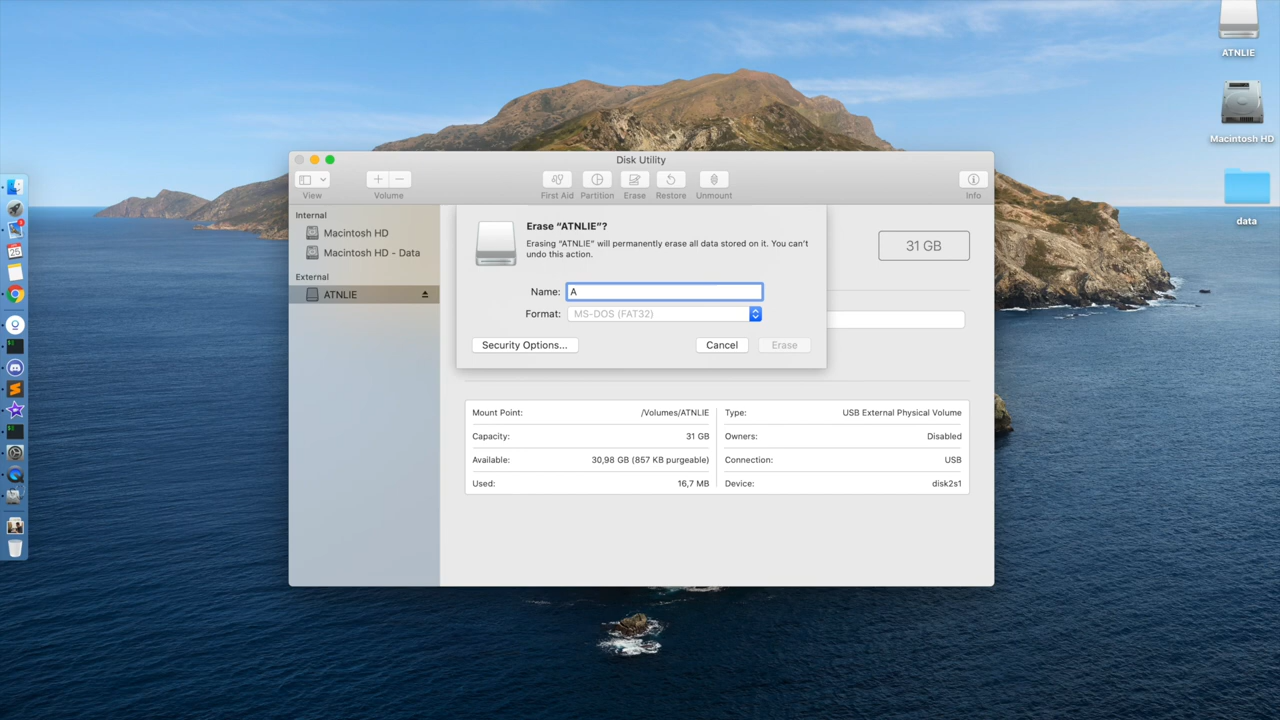 ATNLIE
Macintosh HD
data
Disk Utility
View
Volume
First Aid
Partition
Erase
Restore
Unmount
Info
Internal
Macintosh HD
Macintosh HD - Data
External
ATNLIE
Erase “ATNLIE”?
Erasing “ATNLIE” will permanently erase all data stored on it. You can’t
undo this action.
Name: A
Format: MS-DOS (FAT32)
Security Options...
Cancel
Erase
31 GB
Mount Point: /Volumes/ATNLIE
Capacity: 31 GB
Available: 30,98 GB (857 KB purgeable)
Used: 16,7 MB
Type: USB External Physical Volume
Owners: Disabled
Connection: USB
Device: disk2s1
25